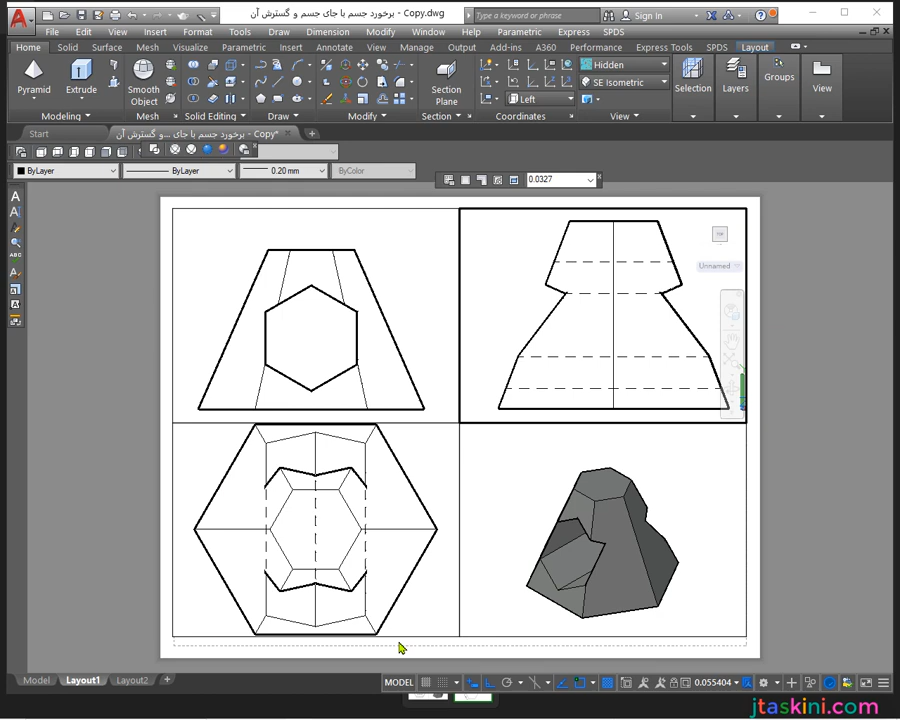 برخورد جسم با جای جسم و گسترش آن - Copy.dwg
Type a keyword or phrase
Sign In
File Edit View Insert Format Tools Draw Dimension Modify Window Help Parametric Express SPDS
Home Solid Surface Mesh Visualize Parametric Insert Annotate View Manage Output Add-ins A360 Performance Express Tools SPDS Layout
Pyramid Extrude Smooth Object Section Plane Hidden SE Isometric Left Selection Layers Groups View
Modeling Mesh Solid Editing Draw Modify Section Coordinates View
Start
برخورد جسم با جای ...و گسترش آن - Copy*
ByLayer ByLayer 0.20 mm ByColor 0.0327
Unnamed
Model Layout1 Layout2 + MODEL 0.055404
jtaskini.com